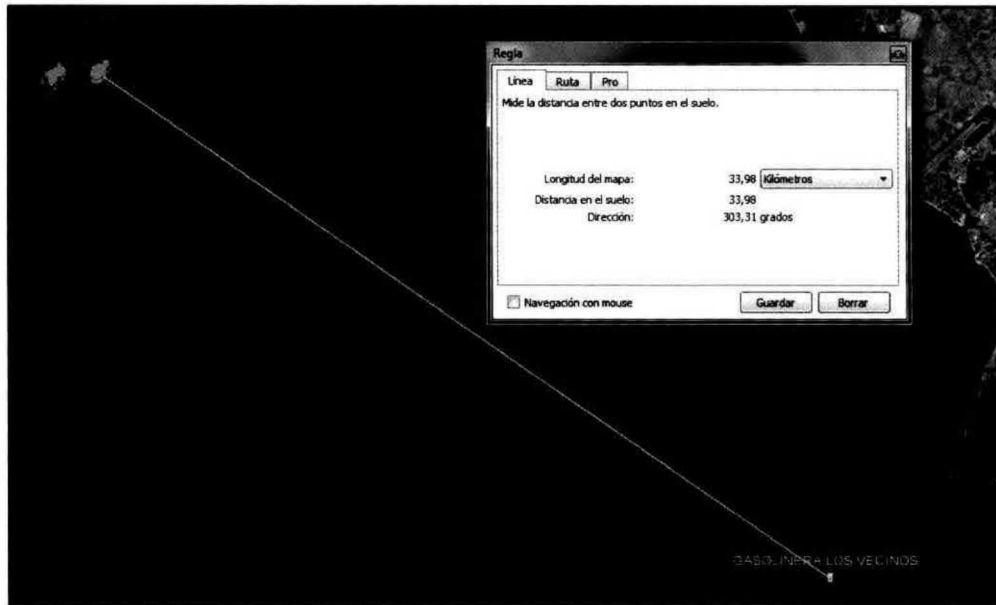 Regla
Línea Ruta Pro
Mide la distancia entre dos puntos en el suelo.
Longitud del mapa: 33,98 Kilómetros
Distancia en el suelo: 33,98
Dirección: 303,31 grados
Navegación con mouse Guardar Borrar
GASOLINERA LOS VECINOS